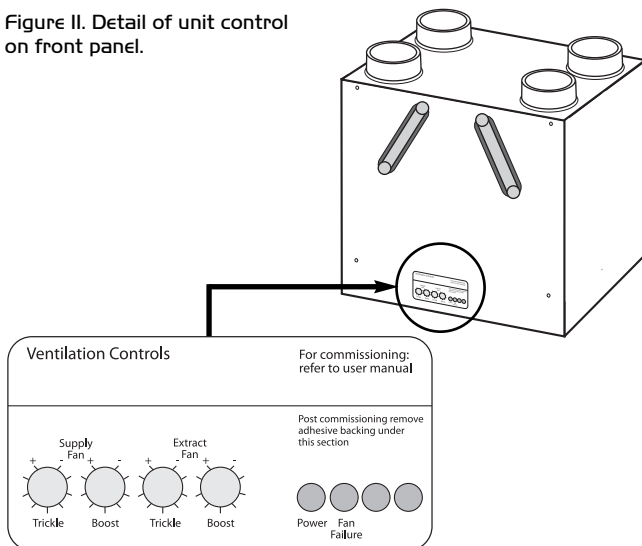 Figure II. Detail of unit control
on front panel.
Ventilation Controls
For commissioning:
refer to user manual
Post commissioning remove
adhesive backing under
this section
Supply
Fan
Extract
Fan
+ - + - + - + -
Trickle Boost Trickle Boost
Power Fan
Failure